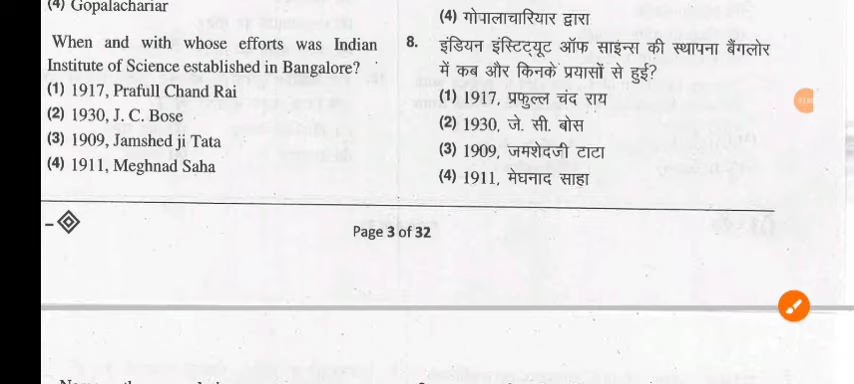 (4) Gopalachariar
When and with whose efforts was Indian
Institute of Science established in Bangalore?
(1) 1917, Prafull Chand Rai
(2) 1930, J. C. Bose
(3) 1909, Jamshed ji Tata
(4) 1911, Meghnad Saha
(4) गोपालाचारियार द्वारा
8. इंडियन इंस्टिट्यूट ऑफ साईन्स की स्थापना बैंगलोर
में कब और किनके प्रयासों से हुई?
(1) 1917, प्रफुल्ल चंद राय
(2) 1930, जे. सी. बोस
(3) 1909, जमशेदजी टाटा
(4) 1911, मेघनाद साहा
Page 3 of 32